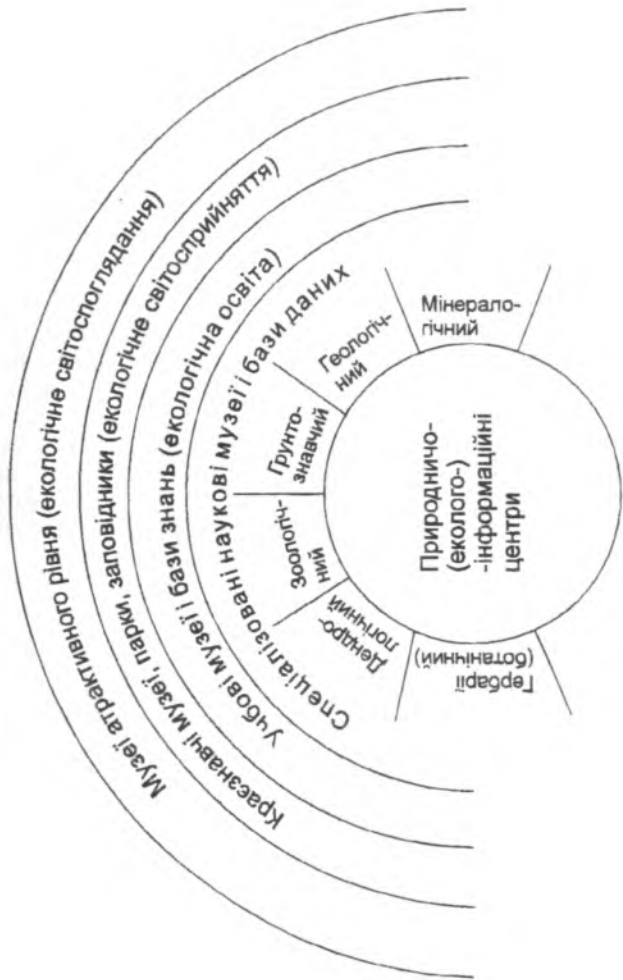 Музеї атрактивного рівня (екологічне світоспоглядання)
Краєзнавчі музеї, парки, заповідники (екологічне світосприйняття)
Учбові музеї і бази знань (екологічна освіта)
Спеціалізовані наукові музеї і бази даних
Гербарії
(ботанічний)
Дендро-
логічний
Зоологіч-
ний
Грунто-
знавчий
Геологіч-
ний
Мінерало-
гічний
Природничо-
(еколого-)
-інформаційні
центри